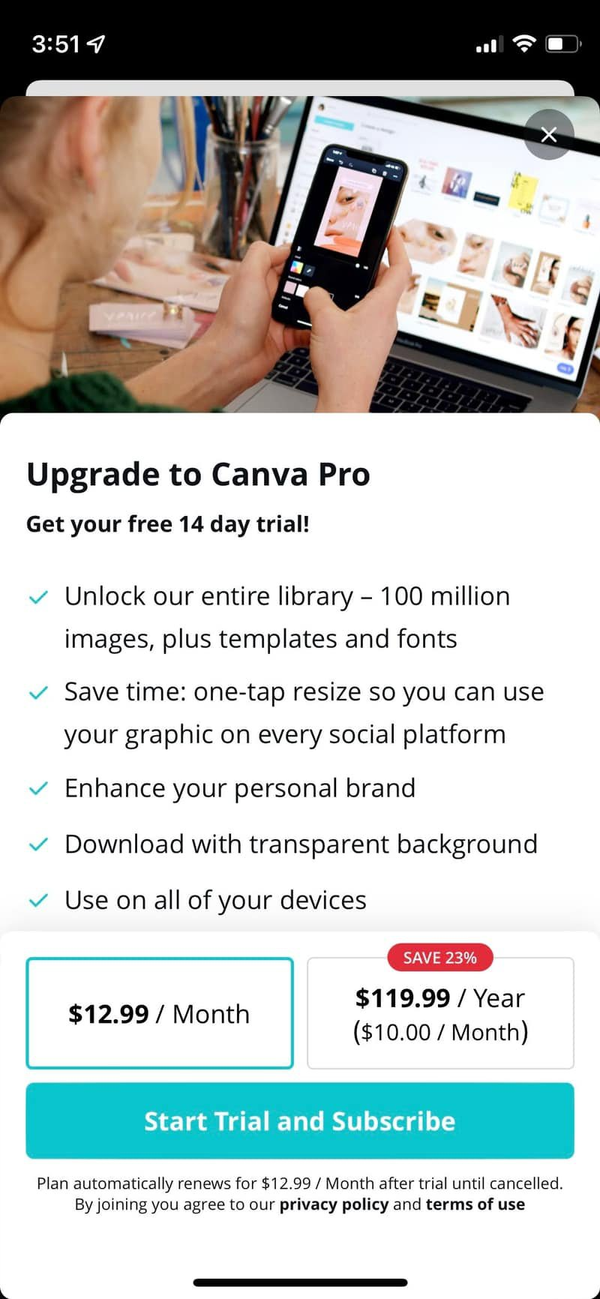 3:51
Upgrade to Canva Pro
Get your free 14 day trial!
Unlock our entire library – 100 million
images, plus templates and fonts
Save time: one-tap resize so you can use
your graphic on every social platform
Enhance your personal brand
Download with transparent background
Use on all of your devices
SAVE 23%
$12.99 / Month
$119.99 / Year
($10.00 / Month)
Start Trial and Subscribe
Plan automatically renews for $12.99 / Month after trial until cancelled.
By joining you agree to our privacy policy and terms of use